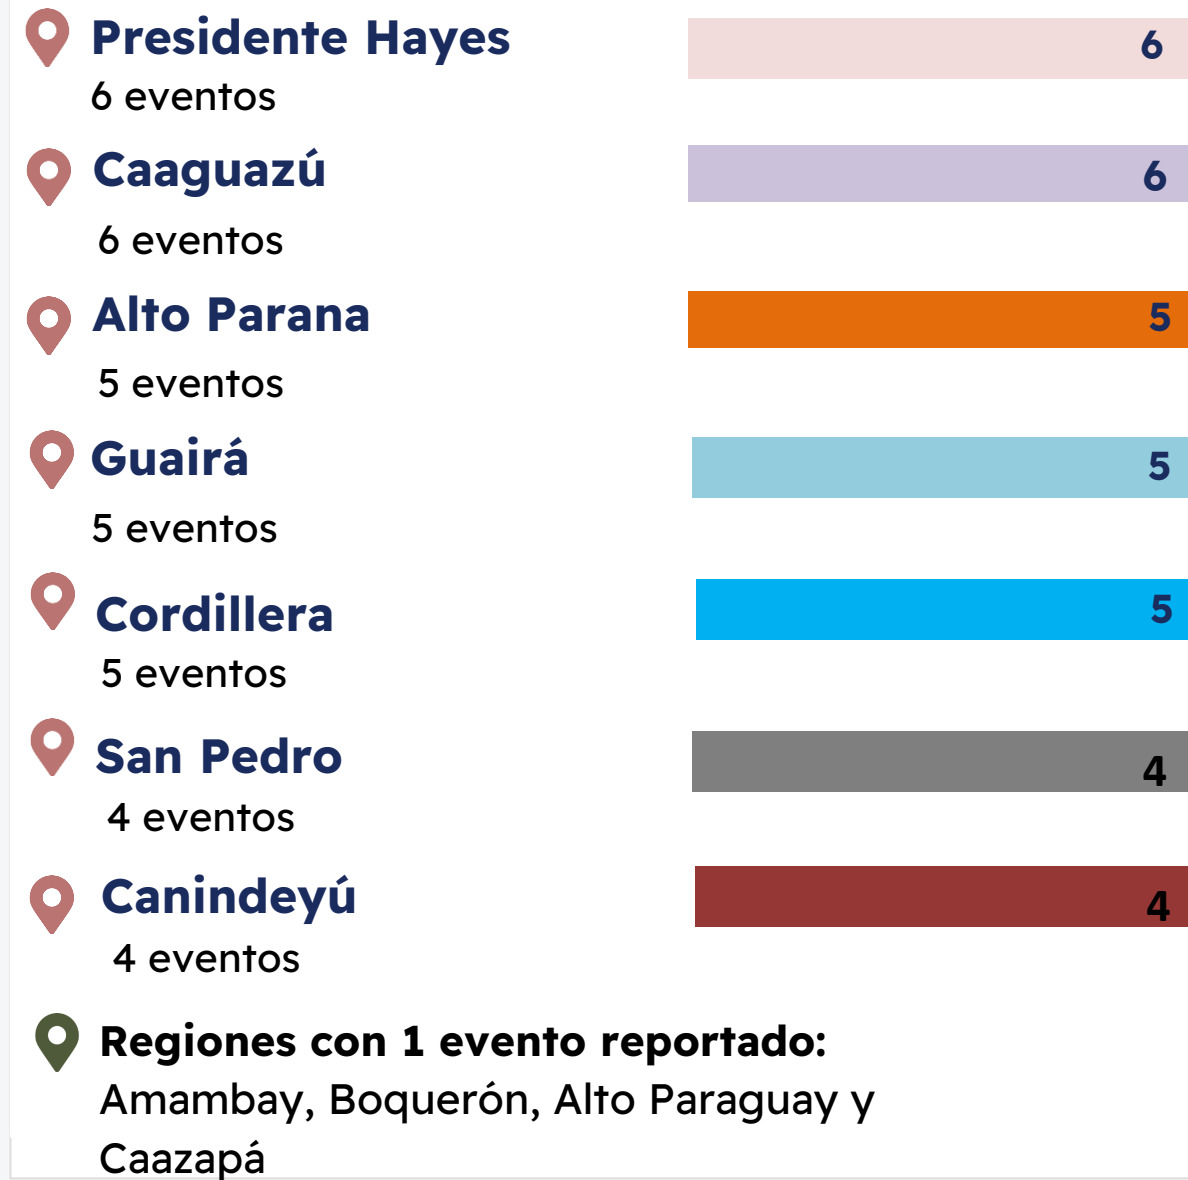 Presidente Hayes 6
6 eventos
Caaguazú 6
6 eventos
Alto Parana 5
5 eventos
Guairá 5
5 eventos
Cordillera 5
5 eventos
San Pedro 4
4 eventos
Canindeyú 4
4 eventos
Regiones con 1 evento reportado:
Amambay, Boquerón, Alto Paraguay y
Caazapá